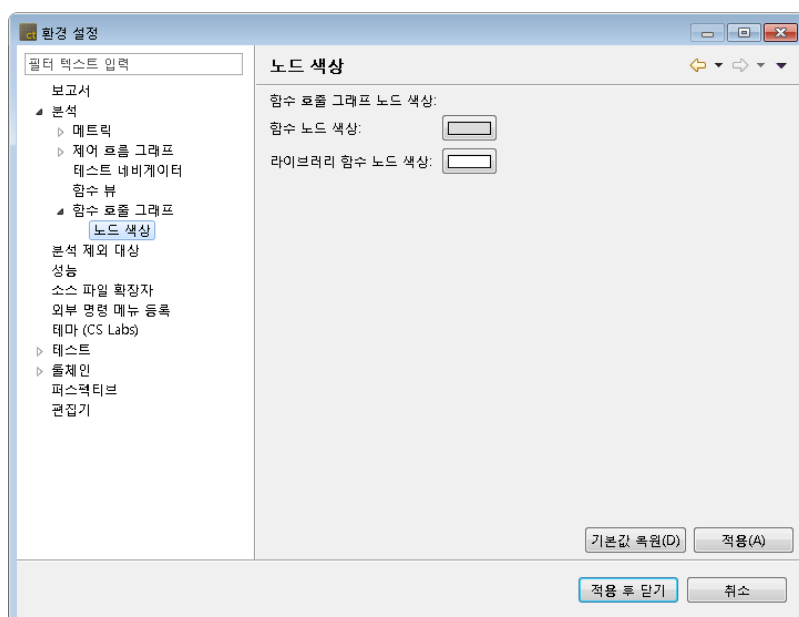 ct 환경 설정
필터 텍스트 입력
보고서
분석
메트릭
제어 흐름 그래프
테스트 네비게이터
함수 뷰
함수 호출 그래프
노드 색상
분석 제외 대상
성능
소스 파일 확장자
외부 명령 메뉴 등록
테마 (CS Labs)
테스트
툴체인
퍼스펙티브
편집기
노드 색상
함수 호출 그래프 노드 색상:
함수 노드 색상:
라이브러리 함수 노드 색상:
기본값 복원(D) 적용(A)
적용 후 닫기 취소